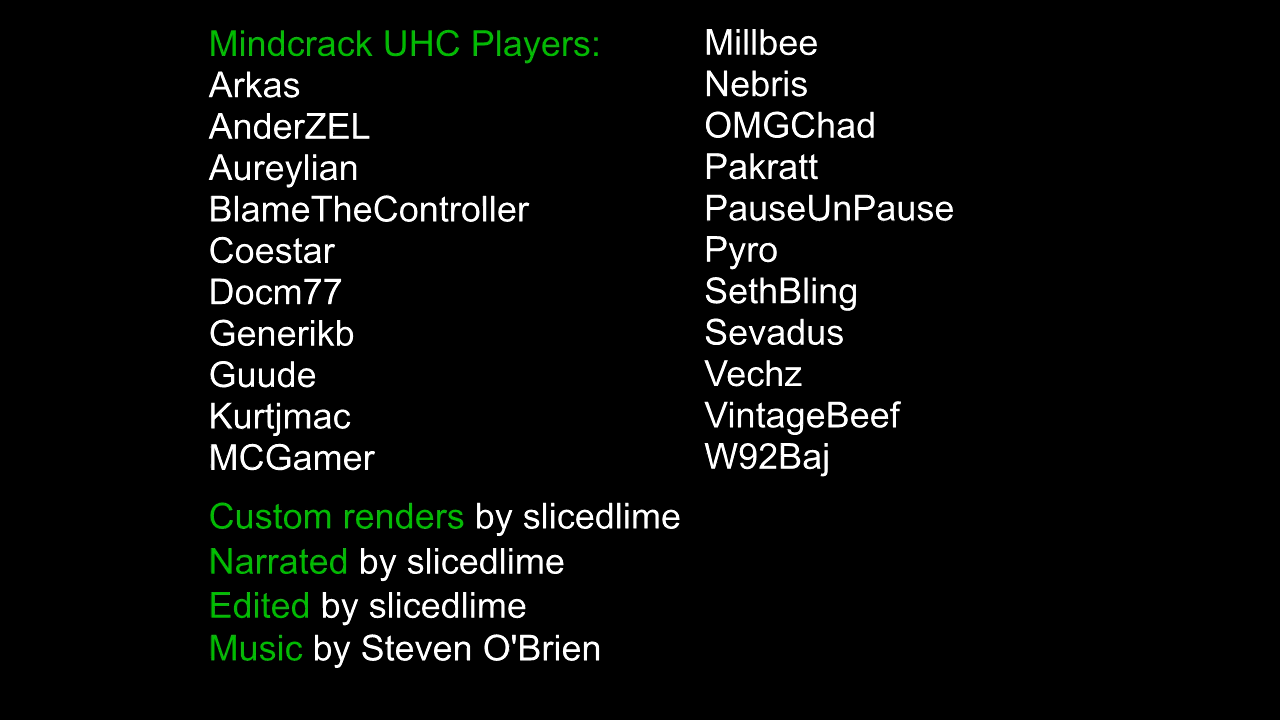 Mindcrack UHC Players:
Arkas
AnderZEL
Aureylian
BlameTheController
Coestar
Docm77
Generikb
Guude
Kurtjmac
MCGamer
Millbee
Nebris
OMGChad
Pakratt
PauseUnPause
Pyro
SethBling
Sevadus
Vechz
VintageBeef
W92Baj
Custom renders by slicedlime
Narrated by slicedlime
Edited by slicedlime
Music by Steven O'Brien